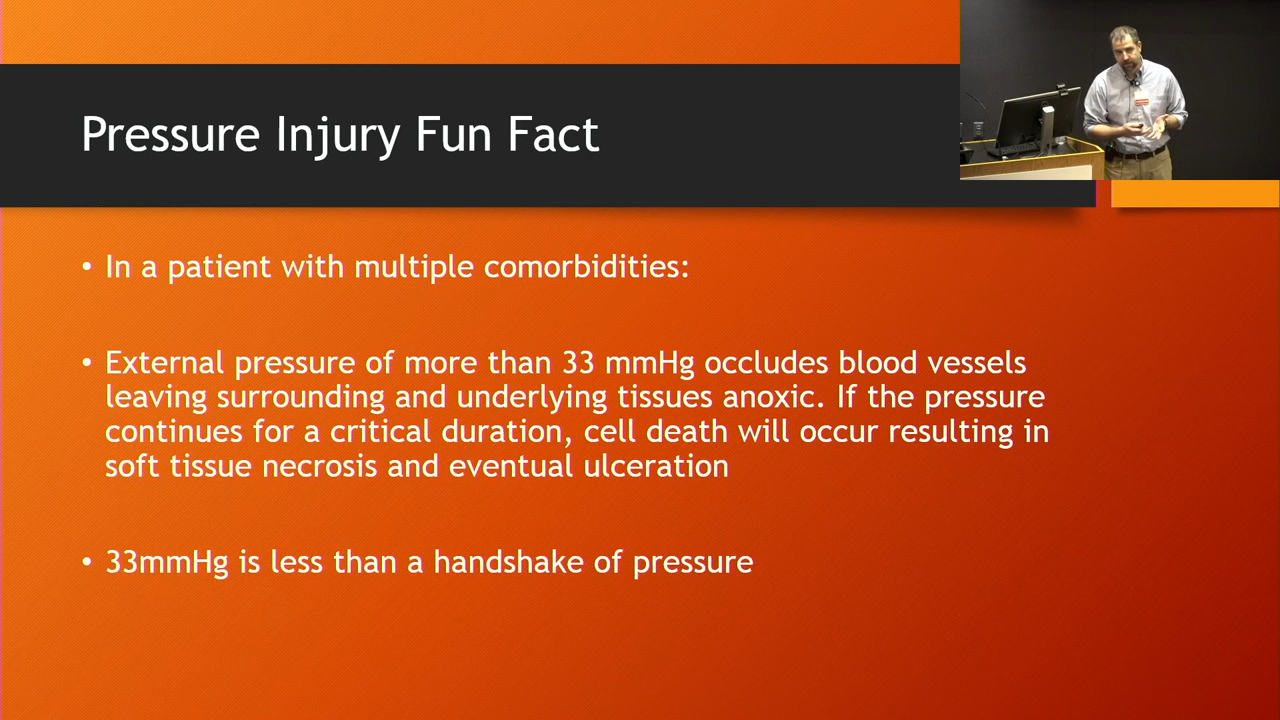 Pressure Injury Fun Fact
• In a patient with multiple comorbidities:
• External pressure of more than 33 mmHg occludes blood vessels
leaving surrounding and underlying tissues anoxic. If the pressure
continues for a critical duration, cell death will occur resulting in
soft tissue necrosis and eventual ulceration
• 33mmHg is less than a handshake of pressure